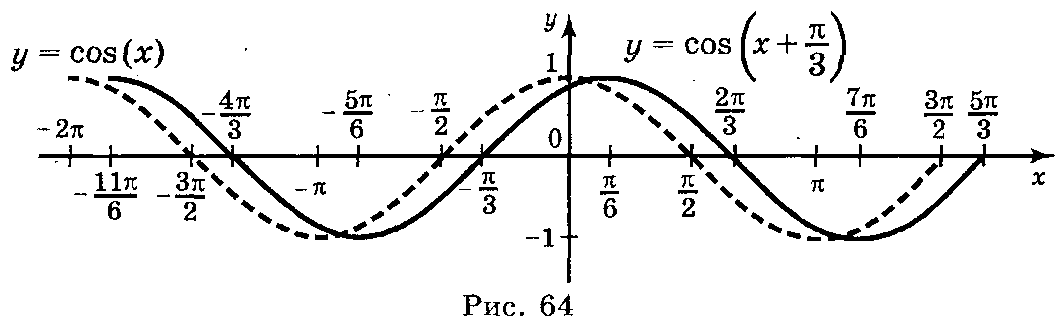 y = cos(x)
y
y = cos(x + π/3)
1
-4π/3
-5π/6
-π/2
2π/3
7π/6
3π/2
5π/3
-2π
0
-11π/6
-3π/2
-π
-π/3
π/6
π/2
π
x
-1
Рис. 64